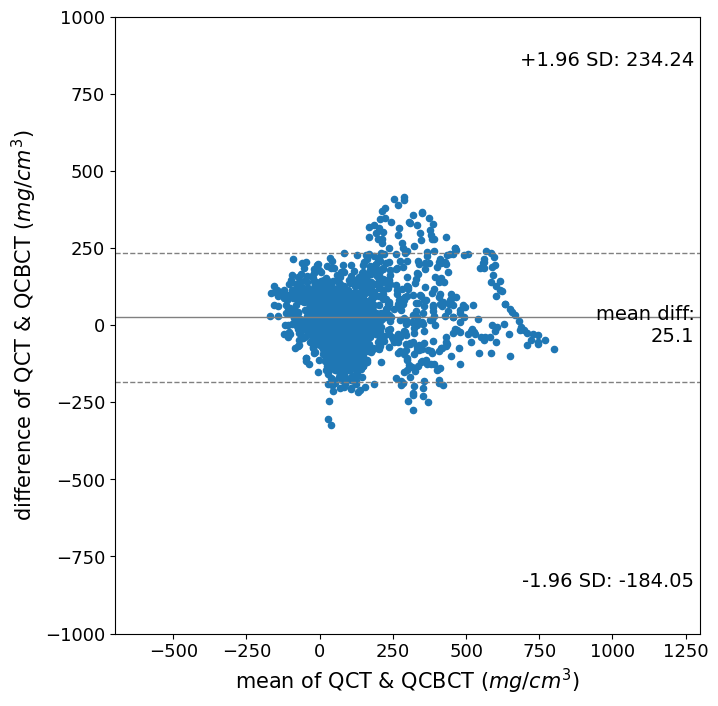 1000
750
500
250
0
−250
−500
−750
−1000
difference of QCT & QCBCT (mg/cm³)
+1.96 SD: 234.24
mean diff:
25.1
-1.96 SD: -184.05
−500 −250 0 250 500 750 1000 1250
mean of QCT & QCBCT (mg/cm³)